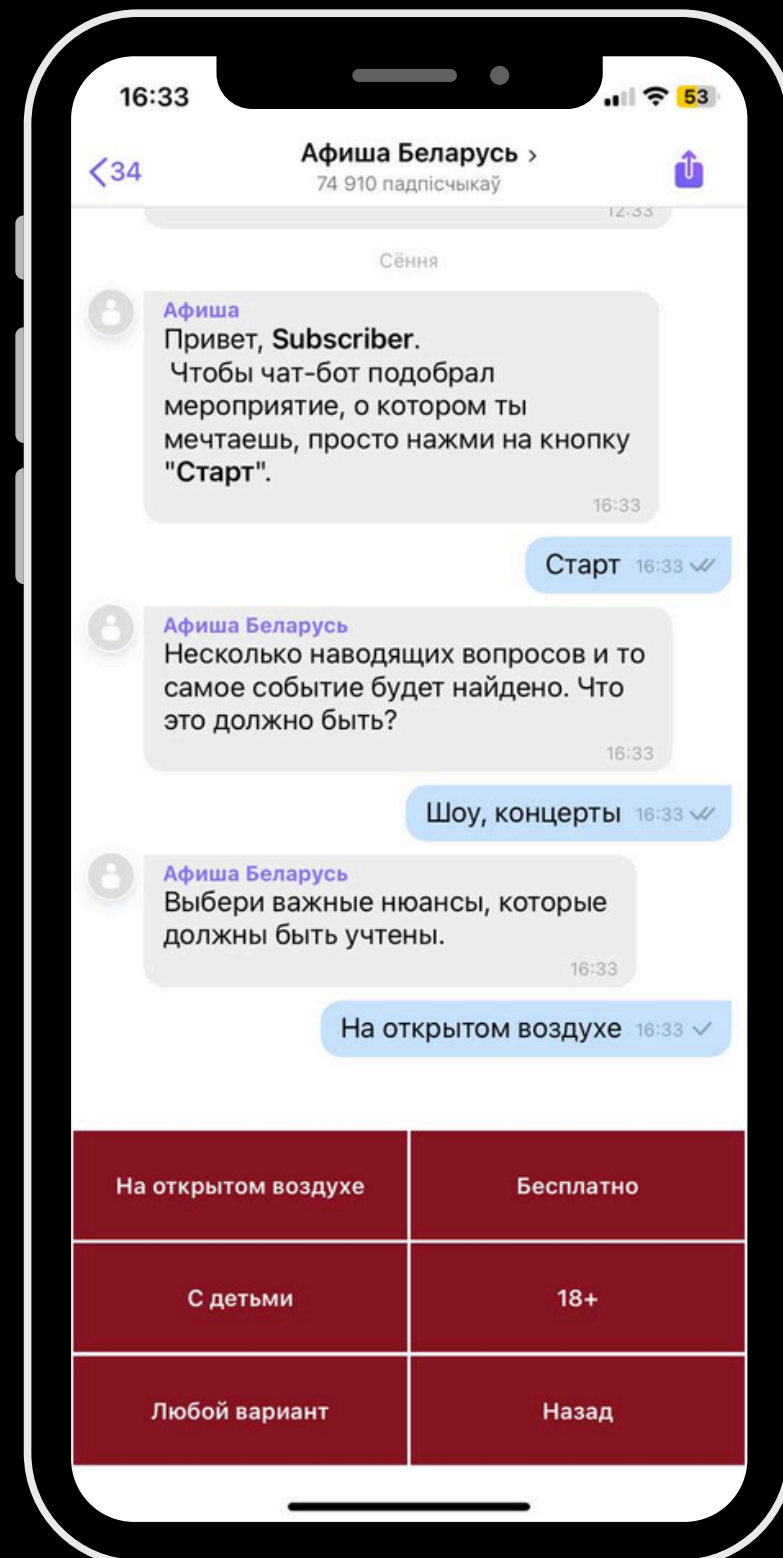 16:33
53
34
Афиша Беларусь >
74 910 падпісчыкаў
12:33
Сёння
Афиша
Привет, Subscriber.
Чтобы чат-бот подобрал
мероприятие, о котором ты
мечтаешь, просто нажми на кнопку
"Старт".
16:33
Старт 16:33
Афиша Беларусь
Несколько наводящих вопросов и то
самое событие будет найдено. Что
это должно быть?
16:33
Шоу, концерты 16:33
Афиша Беларусь
Выбери важные нюансы, которые
должны быть учтены.
16:33
На открытом воздухе 16:33
На открытом воздухе
Бесплатно
С детьми
18+
Любой вариант
Назад